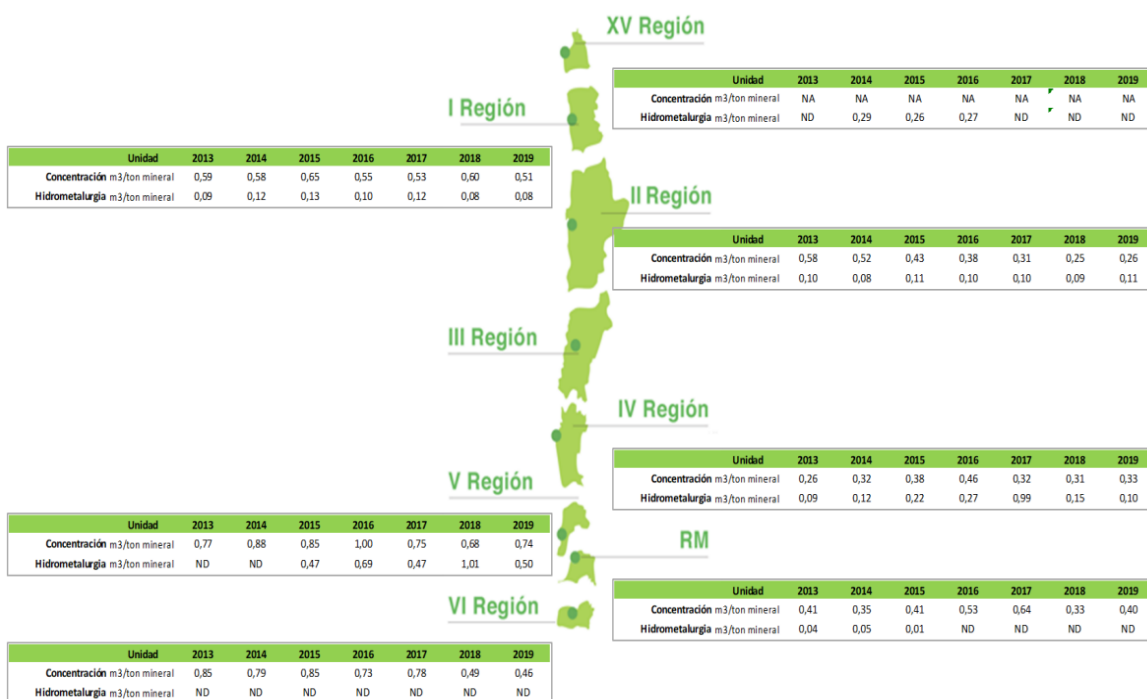 XV Región
Unidad 2013 2014 2015 2016 2017 2018 2019
Concentración m3/ton mineral NA NA NA NA NA NA NA
Hidrometalurgia m3/ton mineral ND 0,29 0,26 0,27 ND ND ND
I Región
Unidad 2013 2014 2015 2016 2017 2018 2019
Concentración m3/ton mineral 0,59 0,58 0,65 0,55 0,53 0,60 0,51
Hidrometalurgia m3/ton mineral 0,09 0,12 0,13 0,10 0,12 0,08 0,08
II Región
Unidad 2013 2014 2015 2016 2017 2018 2019
Concentración m3/ton mineral 0,58 0,52 0,43 0,38 0,31 0,25 0,26
Hidrometalurgia m3/ton mineral 0,10 0,08 0,11 0,10 0,10 0,09 0,11
III Región
IV Región
Unidad 2013 2014 2015 2016 2017 2018 2019
Concentración m3/ton mineral 0,26 0,32 0,38 0,46 0,32 0,31 0,33
Hidrometalurgia m3/ton mineral 0,09 0,12 0,22 0,27 0,99 0,15 0,10
V Región
Unidad 2013 2014 2015 2016 2017 2018 2019
Concentración m3/ton mineral 0,77 0,88 0,85 1,00 0,75 0,68 0,74
Hidrometalurgia m3/ton mineral ND ND 0,47 0,69 0,47 1,01 0,50
RM
Unidad 2013 2014 2015 2016 2017 2018 2019
Concentración m3/ton mineral 0,41 0,35 0,41 0,53 0,64 0,33 0,40
Hidrometalurgia m3/ton mineral 0,04 0,05 0,01 ND ND ND ND
VI Región
Unidad 2013 2014 2015 2016 2017 2018 2019
Concentración m3/ton mineral 0,85 0,79 0,85 0,73 0,78 0,49 0,46
Hidrometalurgia m3/ton mineral ND ND ND ND ND ND ND